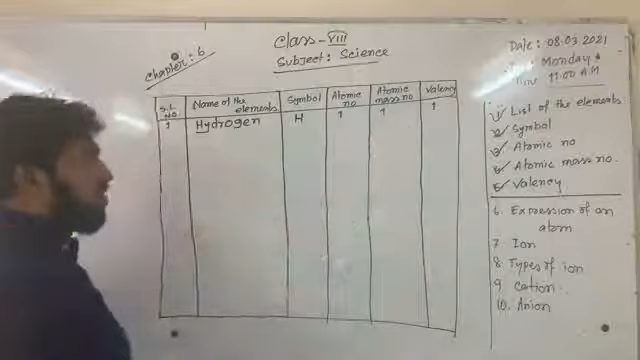 Chapter: 6
Class - VIII
Subject: Science
Date: 08.03.2021
Monday
11:00 AM
S.L. No. Name of the elements Symbol Atomic no Atomic mass no Valency
1 Hydrogen H 1 1 1
1. List of the elements
2. Symbol
3. Atomic no
4. Atomic mass no.
5. Valency
6. Expression of an
atom
7. Ion
8. Types of ion
9. Cation.
10. Anion